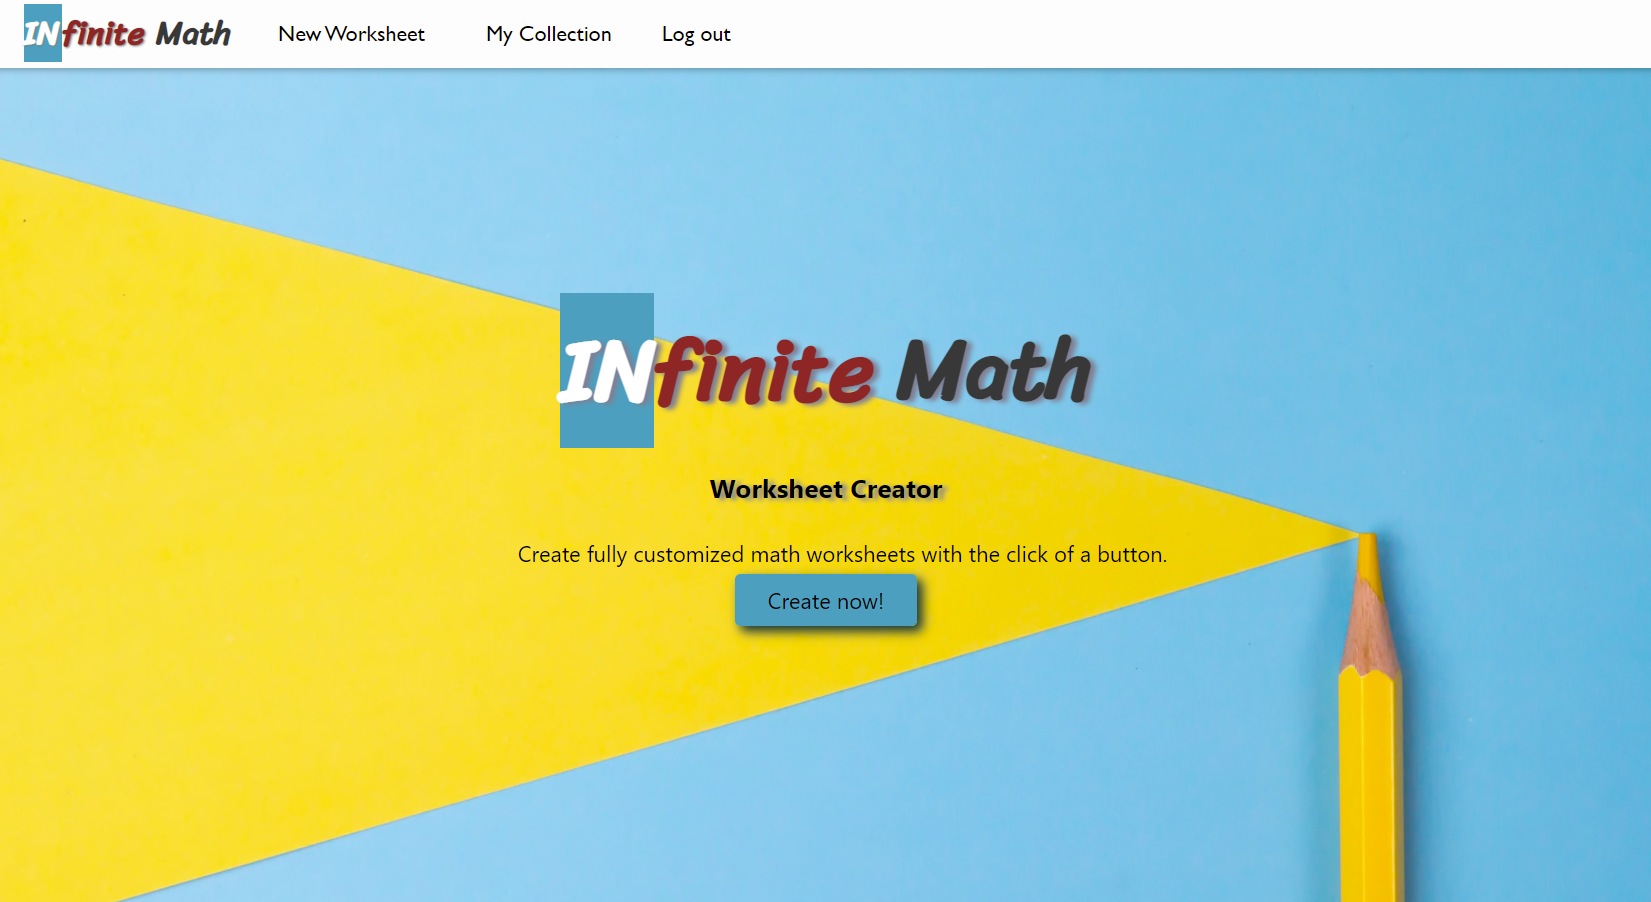 INfinite Math New Worksheet My Collection Log out
INfinite Math
Worksheet Creator
Create fully customized math worksheets with the click of a button.
Create now!